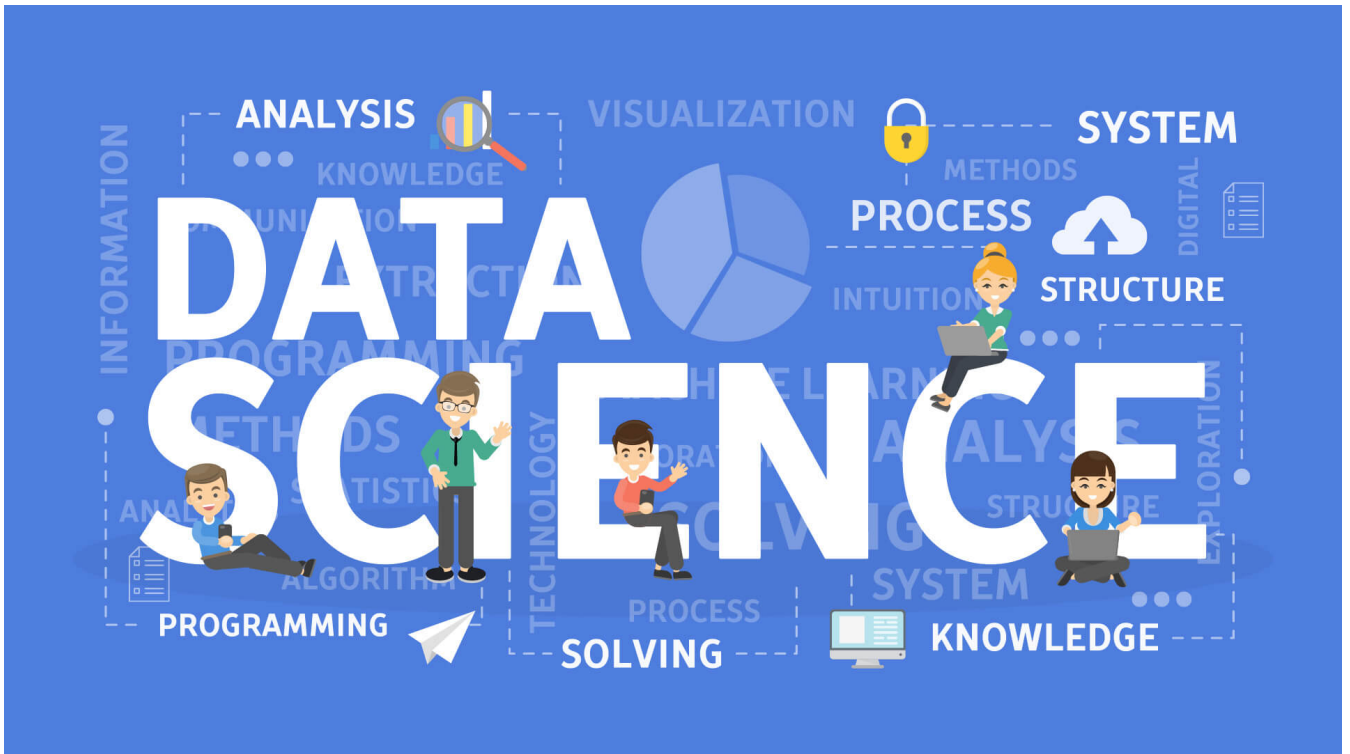 ANALYSIS
VISUALIZATION
SYSTEM
INFORMATION
KNOWLEDGE
METHODS
DIGITAL
DATA
PROCESS
INTUITION
STRUCTURE
PROGRAMMING
SCIENCE
METHODS
TECHNOLOGY
ANALYSIS
EXPLORATION
STRUCTURE
SOLVING
ALGORITHM
PROCESS
SYSTEM
PROGRAMMING
SOLVING
KNOWLEDGE